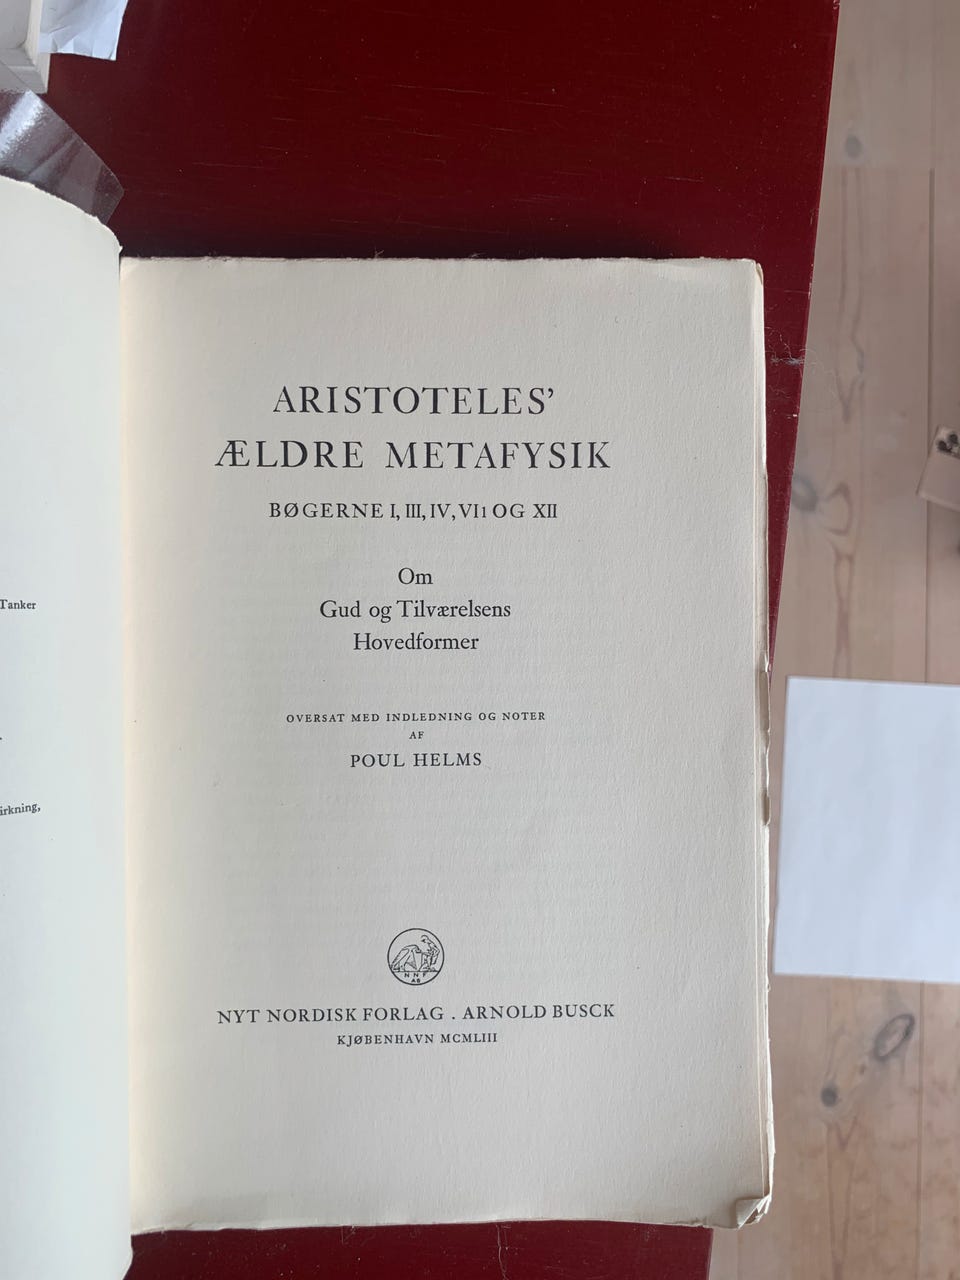 Tanker
ARISTOTELES’
ÆLDRE METAFYSIK
BØGERNE I, III, IV, VI1 OG XII
Om
Gud og Tilværelsens
Hovedformer
OVERSAT MED INDLEDNING OG NOTER
AF
POUL HELMS
NNF
AB
NYT NORDISK FORLAG . ARNOLD BUSCK
KJØBENHAVN MCMLIII